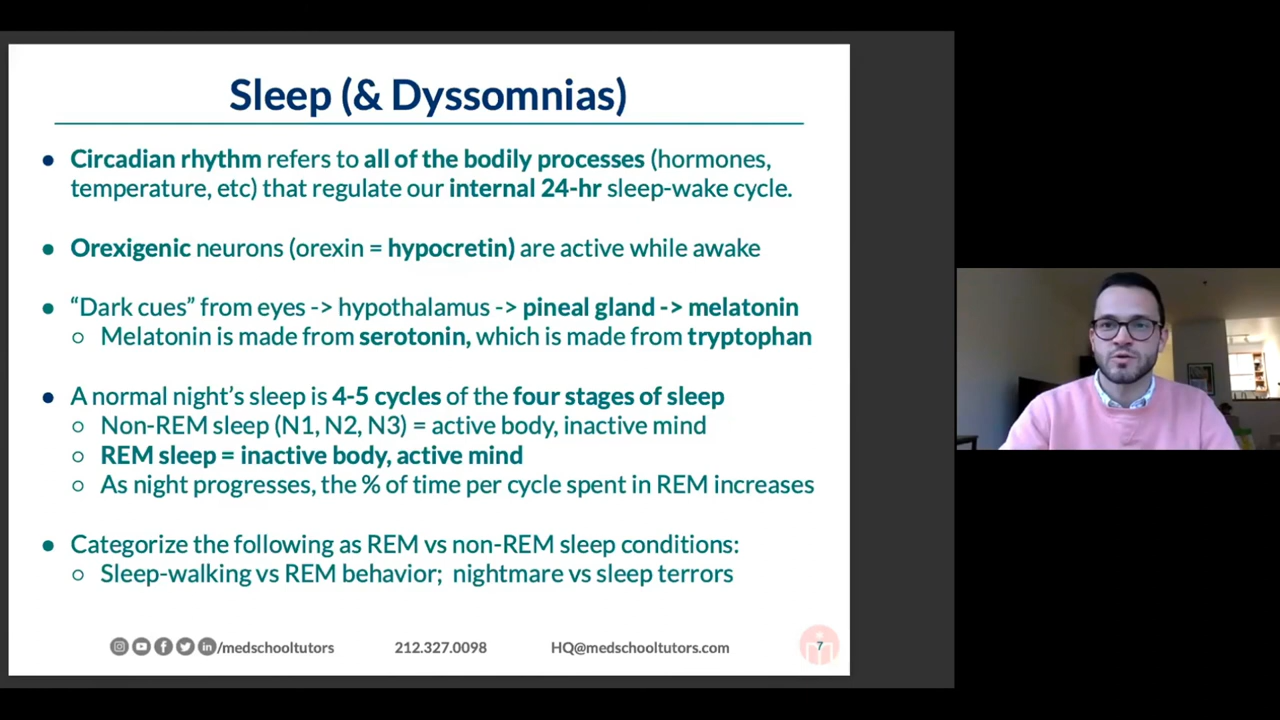 Sleep (& Dyssomnias)
● Circadian rhythm refers to all of the bodily processes (hormones,
temperature, etc) that regulate our internal 24-hr sleep-wake cycle.
● Orexigenic neurons (orexin = hypocretin) are active while awake
● “Dark cues” from eyes -> hypothalamus -> pineal gland -> melatonin
○ Melatonin is made from serotonin, which is made from tryptophan
● A normal night’s sleep is 4-5 cycles of the four stages of sleep
○ Non-REM sleep (N1, N2, N3) = active body, inactive mind
○ REM sleep = inactive body, active mind
○ As night progresses, the % of time per cycle spent in REM increases
● Categorize the following as REM vs non-REM sleep conditions:
○ Sleep-walking vs REM behavior; nightmare vs sleep terrors
/medschooltutors 212.327.0098 HQ@medschooltutors.com 7